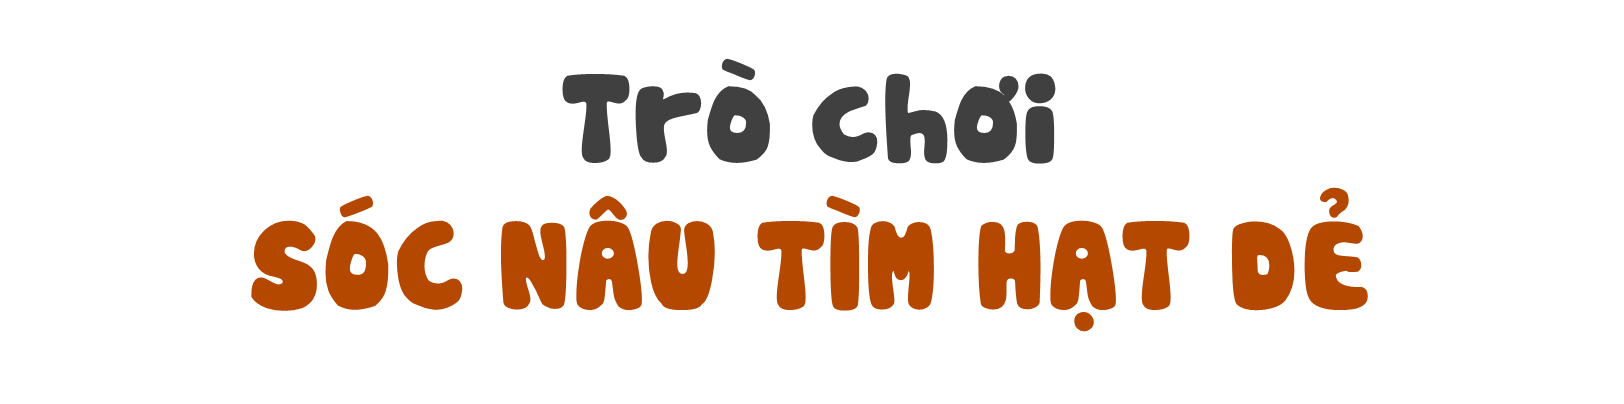 Trò chơi
SÓC NÂU TÌM HẠT DẺ